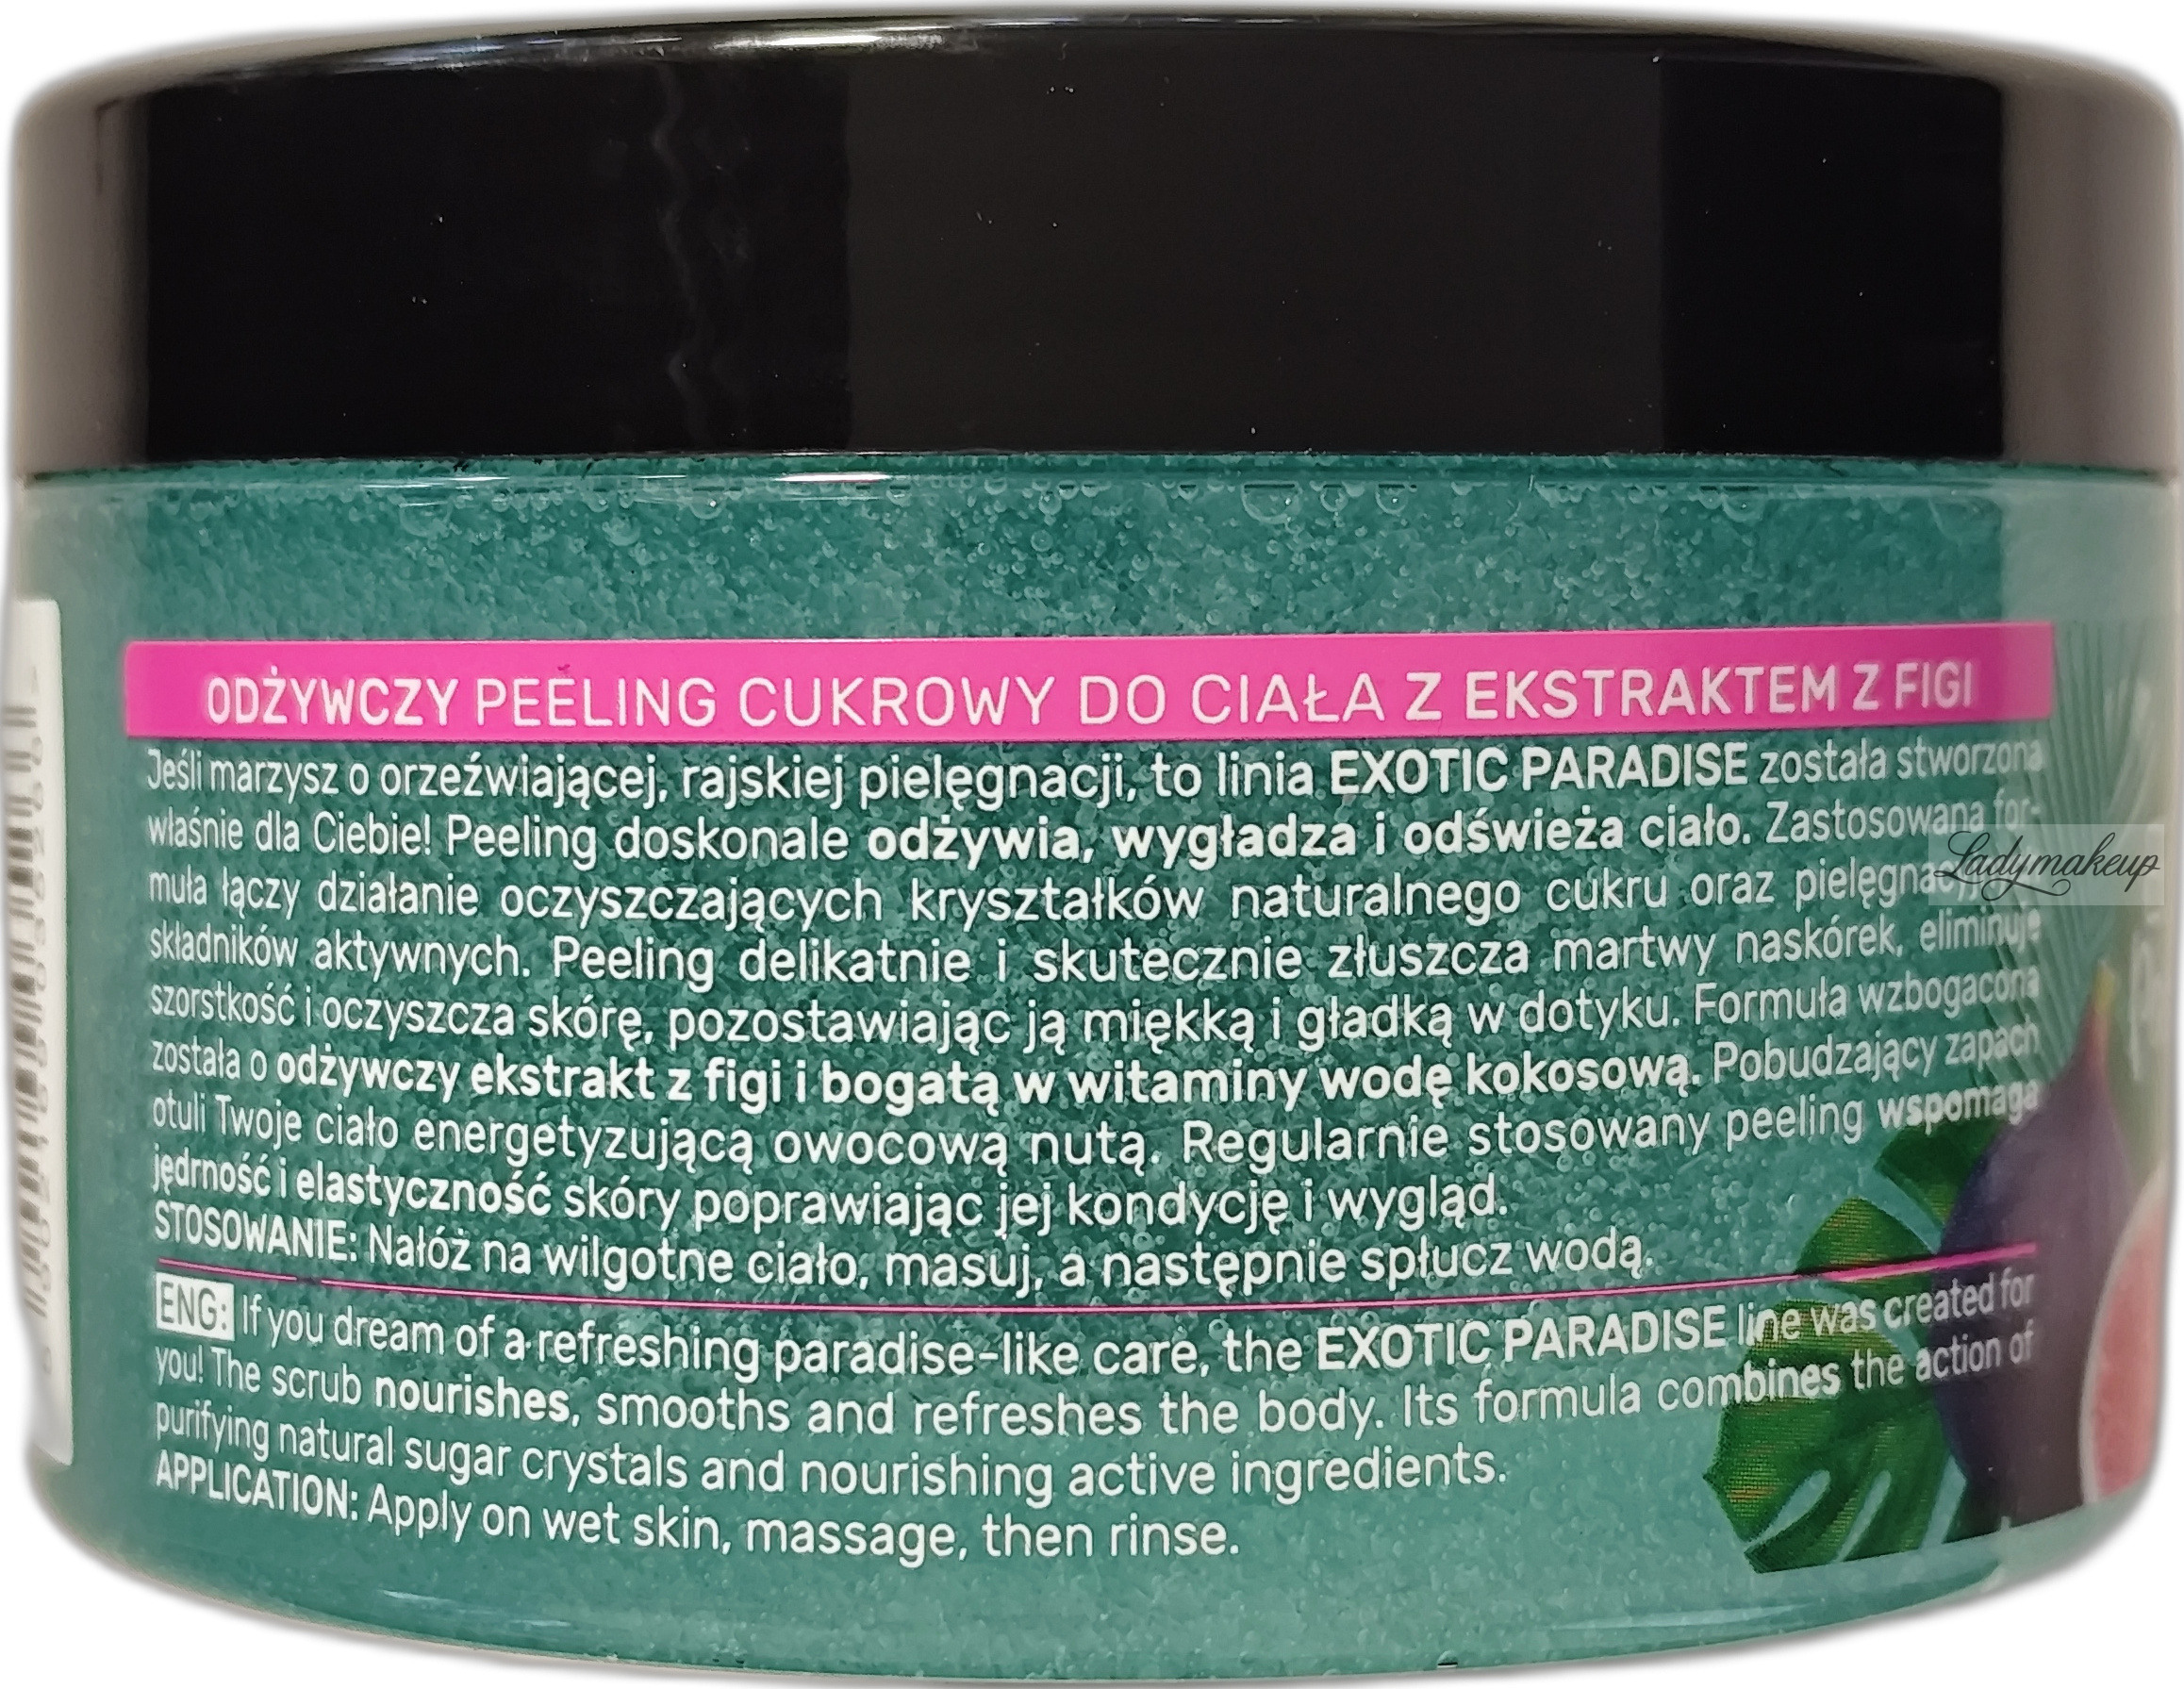 ODŻYWCZY PEELING CUKROWY DO CIAŁA Z EKSTRAKTEM Z FIGI
Jeśli marzysz o orzeźwiającej, rajskiej pielęgnacji, to linia EXOTIC PARADISE została stworzona
właśnie dla Ciebie! Peeling doskonale odżywia, wygładza i odświeża ciało. Zastosowana for-
muła łączy działanie oczyszczających kryształków naturalnego cukru oraz
Ladymakeup
składników aktywnych. Peeling delikatnie i skutecznie złuszcza martwy naskórek, eliminuje
szorstkość i oczyszcza skórę, pozostawiając ją miękką i gładką w dotyku. Formuła wzbogacona
została o odżywczy ekstrakt z figi i bogatą w witaminy wodę kokosową. Pobudzający zapach
otuli Twoje ciało energetyzującą owocową nutą. Regularnie stosowany peeling wspomaga
jędrność i elastyczność skóry poprawiając jej kondycję i wygląd.
STOSOWANIE: Nałóż na wilgotne ciało, masuj, a następnie spłucz wodą.
ENG: If you dream of a refreshing paradise-like care, the EXOTIC PARADISE line was created for
you! The scrub nourishes, smooths and refreshes the body. Its formula combines the action of
purifying natural sugar crystals and nourishing active ingredients.
APPLICATION: Apply on wet skin, massage, then rinse.